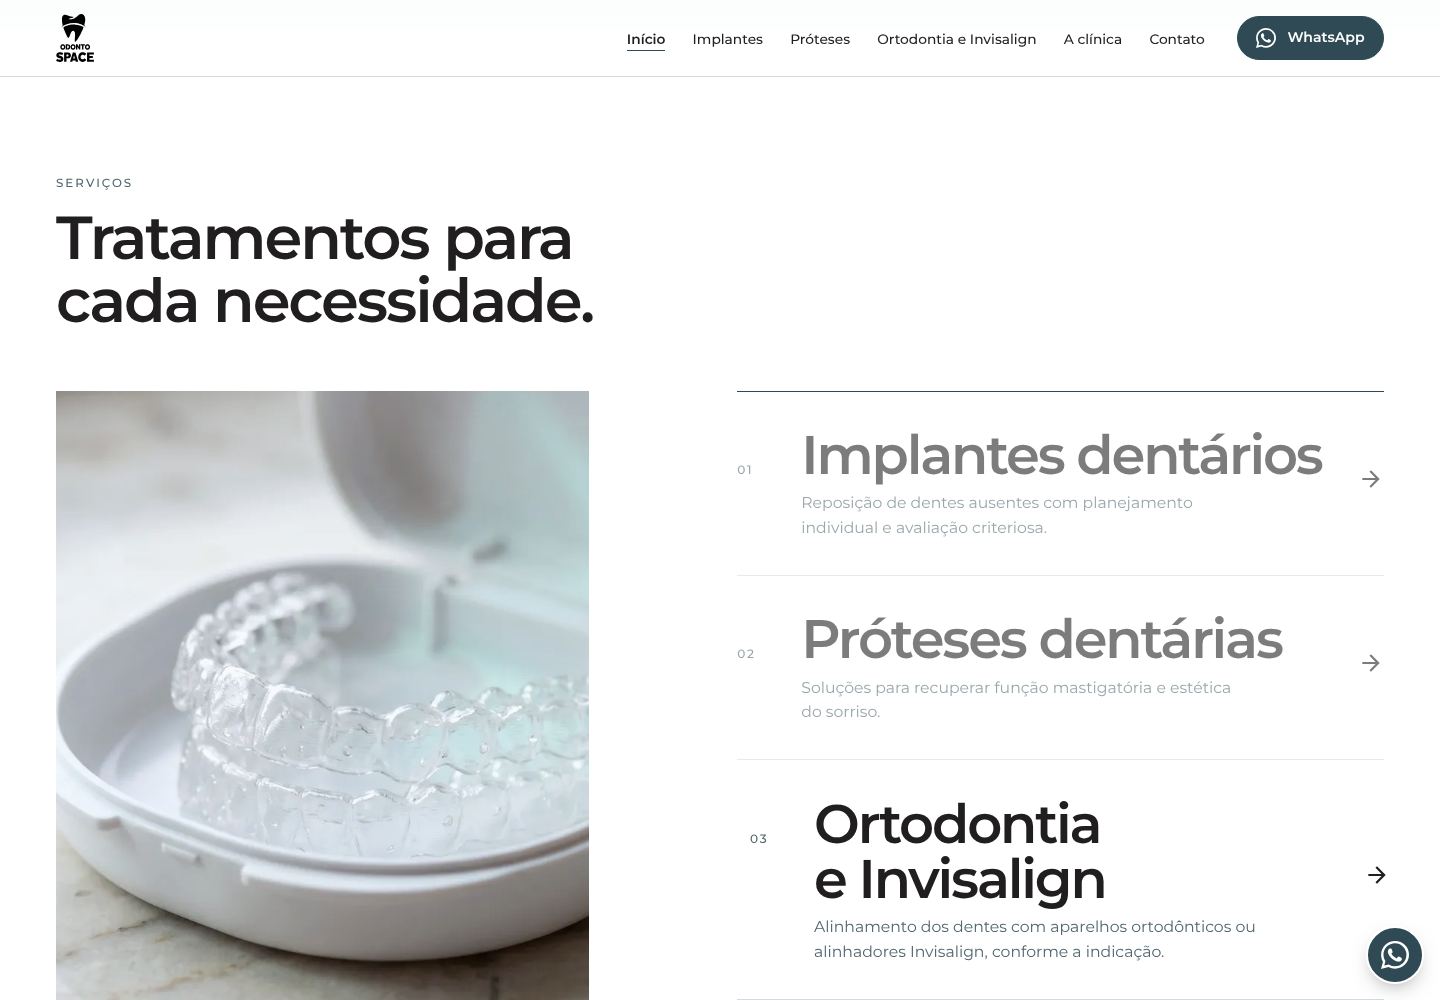 ODONTO
SPACE
Início
Implantes
Próteses
Ortodontia e Invisalign
A clínica
Contato
WhatsApp
SERVIÇOS
Tratamentos para
cada necessidade.
01
Implantes dentários
Reposição de dentes ausentes com planejamento
individual e avaliação criteriosa.
02
Próteses dentárias
Soluções para recuperar função mastigatória e estética
do sorriso.
03
Ortodontia
e Invisalign
Alinhamento dos dentes com aparelhos ortodônticos ou
alinhadores Invisalign, conforme a indicação.